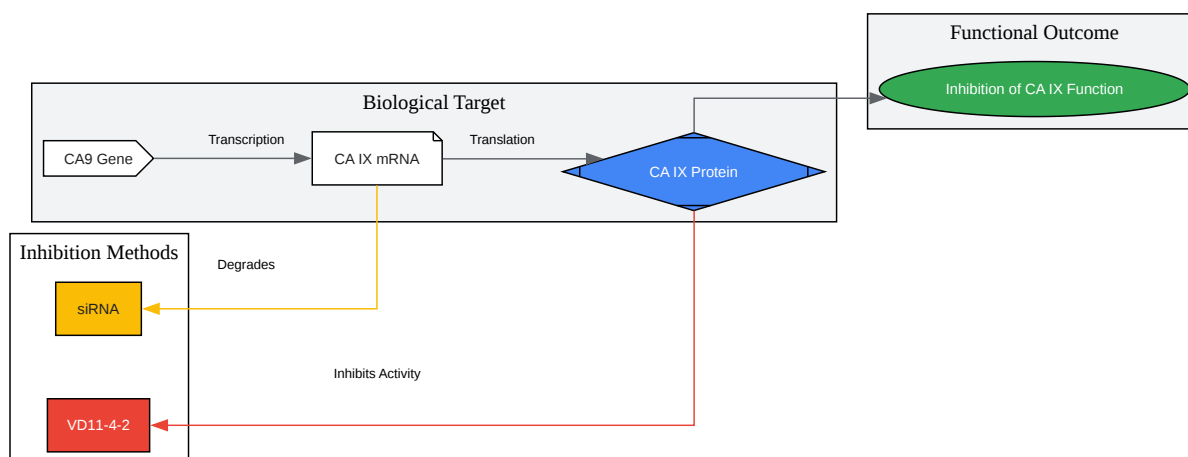 Functional Outcome
Inhibition of CA IX Function
Biological Target
CA9 Gene
Transcription
CA IX mRNA
Translation
CA IX Protein
Inhibition Methods
Degrades
siRNA
Inhibits Activity
VD11-4-2